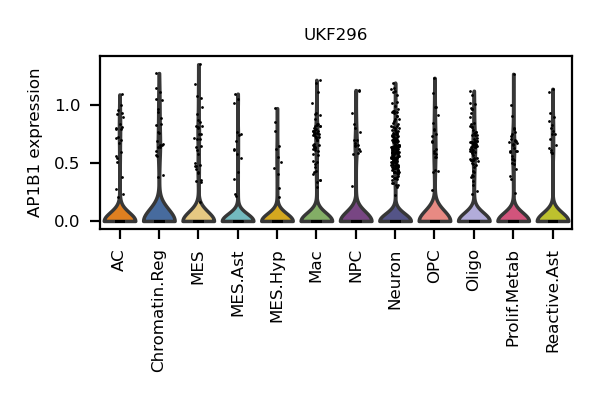 UKF296
AP1B1 expression
1.0
0.5
0.0
AC
Chromatin.Reg
MES
MES.Ast
MES.Hyp
Mac
NPC
Neuron
OPC
Oligo
Prolif.Metab
Reactive.Ast